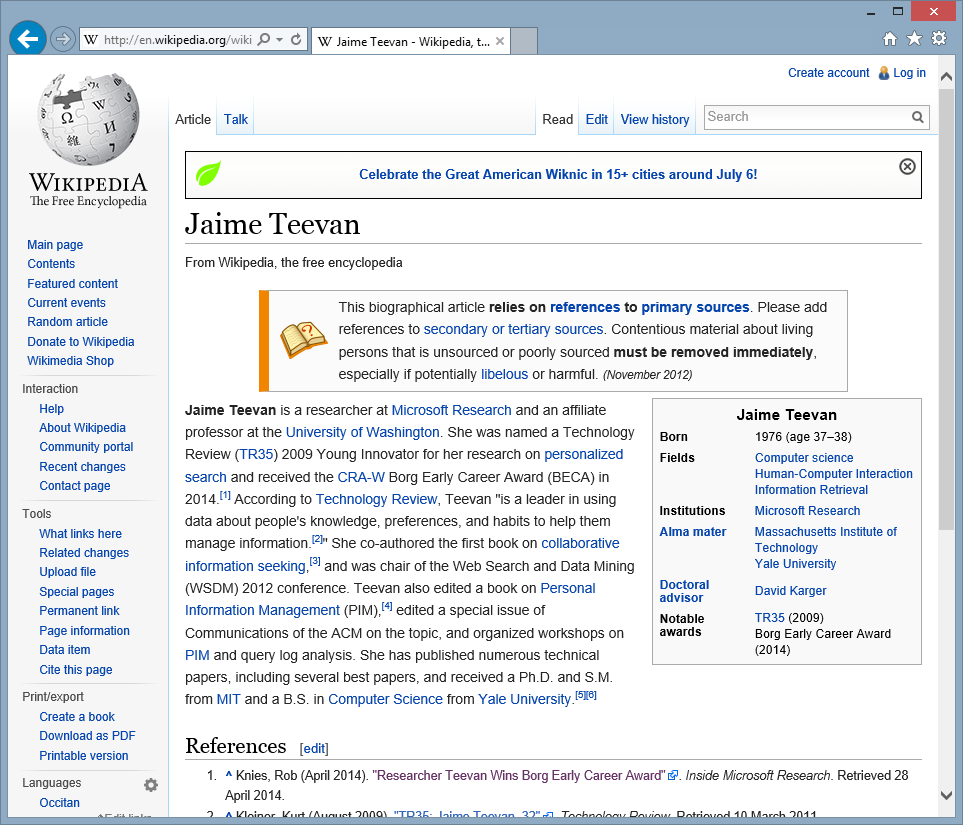 http://en.wikipedia.org/wiki
W Jaime Teevan - Wikipedia, t...
Create account Log in
Article Talk Read Edit View history Search
WIKIPEDIA
The Free Encyclopedia
Celebrate the Great American Wiknic in 15+ cities around July 6!
Jaime Teevan
From Wikipedia, the free encyclopedia
Main page
Contents
Featured content
Current events
Random article
Donate to Wikipedia
Wikimedia Shop
Interaction
Help
About Wikipedia
Community portal
Recent changes
Contact page
Tools
What links here
Related changes
Upload file
Special pages
Permanent link
Page information
Data item
Cite this page
Print/export
Create a book
Download as PDF
Printable version
Languages
Occitan
Edit links
This biographical article relies on references to primary sources. Please add
references to secondary or tertiary sources. Contentious material about living
persons that is unsourced or poorly sourced must be removed immediately,
especially if potentially libelous or harmful. (November 2012)
Jaime Teevan is a researcher at Microsoft Research and an affiliate
professor at the University of Washington. She was named a Technology
Review (TR35) 2009 Young Innovator for her research on personalized
search and received the CRA-W Borg Early Career Award (BECA) in
2014.[1] According to Technology Review, Teevan "is a leader in using
data about people's knowledge, preferences, and habits to help them
manage information.[2]" She co-authored the first book on collaborative
information seeking,[3] and was chair of the Web Search and Data Mining
(WSDM) 2012 conference. Teevan also edited a book on Personal
Information Management (PIM),[4] edited a special issue of
Communications of the ACM on the topic, and organized workshops on
PIM and query log analysis. She has published numerous technical
papers, including several best papers, and received a Ph.D. and S.M.
from MIT and a B.S. in Computer Science from Yale University.[5][6]
Jaime Teevan
Born 1976 (age 37–38)
Fields Computer science
Human-Computer Interaction
Information Retrieval
Institutions Microsoft Research
Alma mater Massachusetts Institute of
Technology
Yale University
Doctoral
advisor David Karger
Notable
awards TR35 (2009)
Borg Early Career Award
(2014)
References [edit]
1. ^ Knies, Rob (April 2014). "Researcher Teevan Wins Borg Early Career Award". Inside Microsoft Research. Retrieved 28
April 2014.
2. ^ Kleiner, Kurt (August 2009). "TR35: Jaime Teevan, 32". Technology Review. Retrieved 10 March 2011.